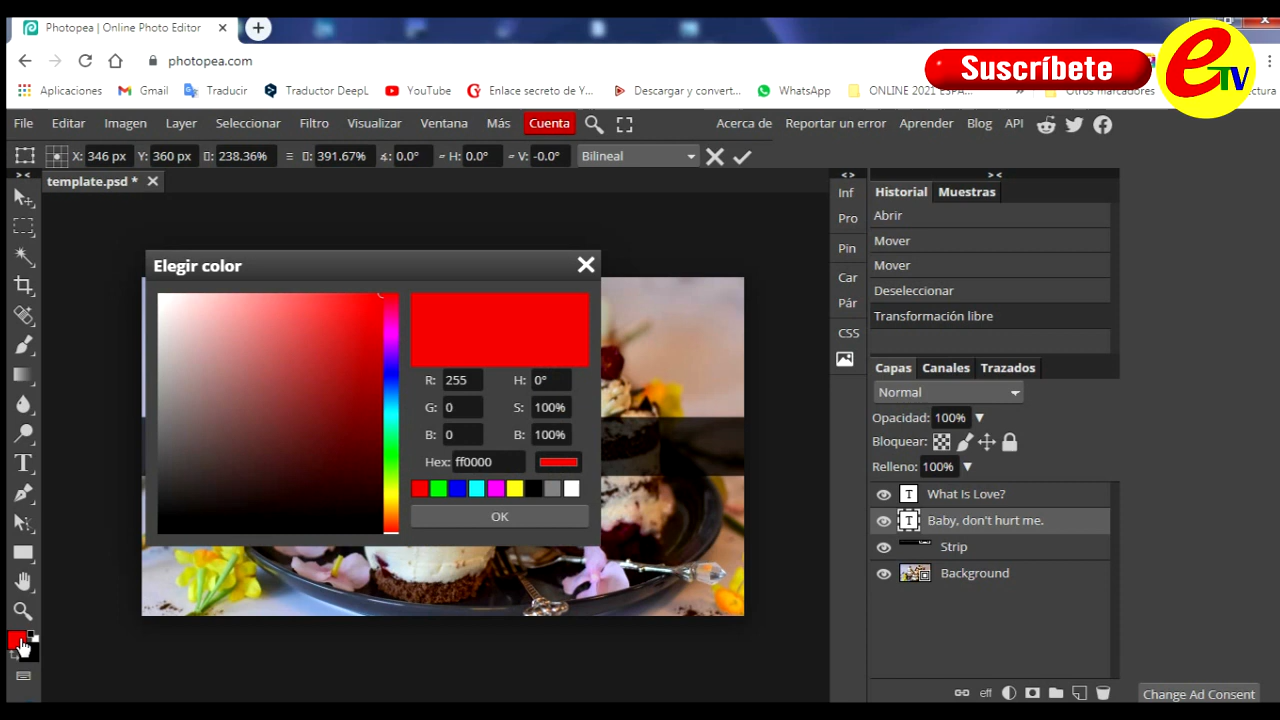 Photopea | Online Photo Editor
photopea.com
Suscríbete
e
TV
Aplicaciones Gmail Traducir Traductor DeepL YouTube Enlace secreto de Y... Descargar y convertir... WhatsApp ONLINE 2021 ESPA... Otros marcadores
File Editar Imagen Layer Seleccionar Filtro Visualizar Ventana Más Cuenta Acerca de Reportar un error Aprender Blog API
X: 346 px Y: 360 px 238.36% 391.67% 0.0° H: 0.0° V: -0.0° Bilineal
template.psd *
Inf
Pro
Pin
Car
Pár
CSS
Historial Muestras
Abrir
Mover
Mover
Deseleccionar
Transformación libre
Elegir color
R: 255 H: 0°
G: 0 S: 100%
B: 0 B: 100%
Hex: ff0000
OK
Capas Canales Trazados
Normal
Opacidad: 100%
Bloquear:
Relleno: 100%
T What Is Love?
T Baby, don't hurt me.
Strip
Background
T
eff
Change Ad Consent